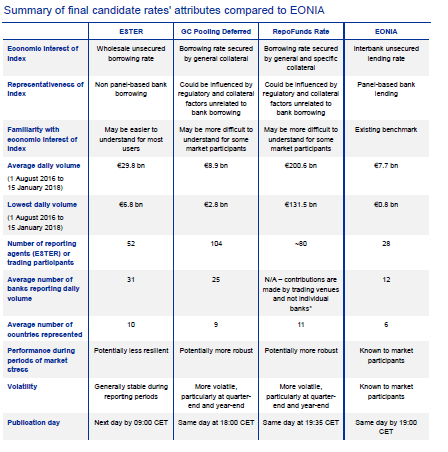 Summary of final candidate rates' attributes compared to EONIA
ESTER GC Pooling Deferred RepoFunds Rate EONIA
Economic interest of Wholesale unsecured Borrowing rate secured Borrowing rate secured Interbank unsecured
index borrowing rate by general collateral by general and specific lending rate
collateral
Representativeness of Non panel-based bank Could be influenced by Could be influenced by Panel-based bank
index borrowing regulatory and collateral regulatory and collateral lending
factors unrelated to factors unrelated to
bank borrowing bank borrowing
Familiarity with May be easier to May be more difficult to May be more difficult to Existing benchmark
economic interest of understand for most understand for some understand for some
index users market participants market participants
Average daily volume €29.8 bn €8.9 bn €200.6 bn €7.7 bn
(1 August 2016 to
15 January 2018)
Lowest daily volume €6.8 bn €2.8 bn €131.5 bn €0.8 bn
(1 August 2016 to
15 January 2018)
Number of reporting 52 104 ~80 28
agents (ESTER) or
trading participants
Average number of 31 25 N/A – contributions are 12
banks reporting daily made by trading venues
volume and not individual
banks*
Average number of 10 9 11 6
countries represented
Performance during Potentially less resilient Potentially more robust Potentially more robust Known to market
periods of market participants
stress
Volatility Generally stable during More volatile, More volatile, Known to market
reporting periods particularly at quarter- particularly at quarter- participants
end and year-end end and year-end
Publication day Next day by 09:00 CET Same day at 18:00 CET Same day at 19:35 CET Same day by 19:00
CET